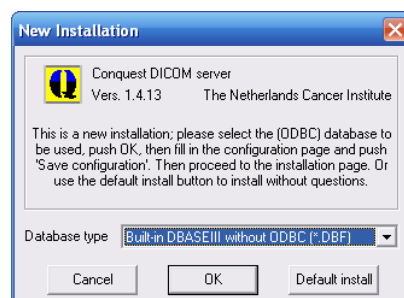 New Installation
Conquest DICOM server
Vers. 1.4.13 The Netherlands Cancer Institute
This is a new installation; please select the (ODBC) database to
be used, push OK, then fill in the configuration page and push
'Save configuration'. Then proceed to the installation page. Or
use the default install button to install without questions.
Database type Built-in DBASEIII without ODBC (*.DBF)
Cancel OK Default install